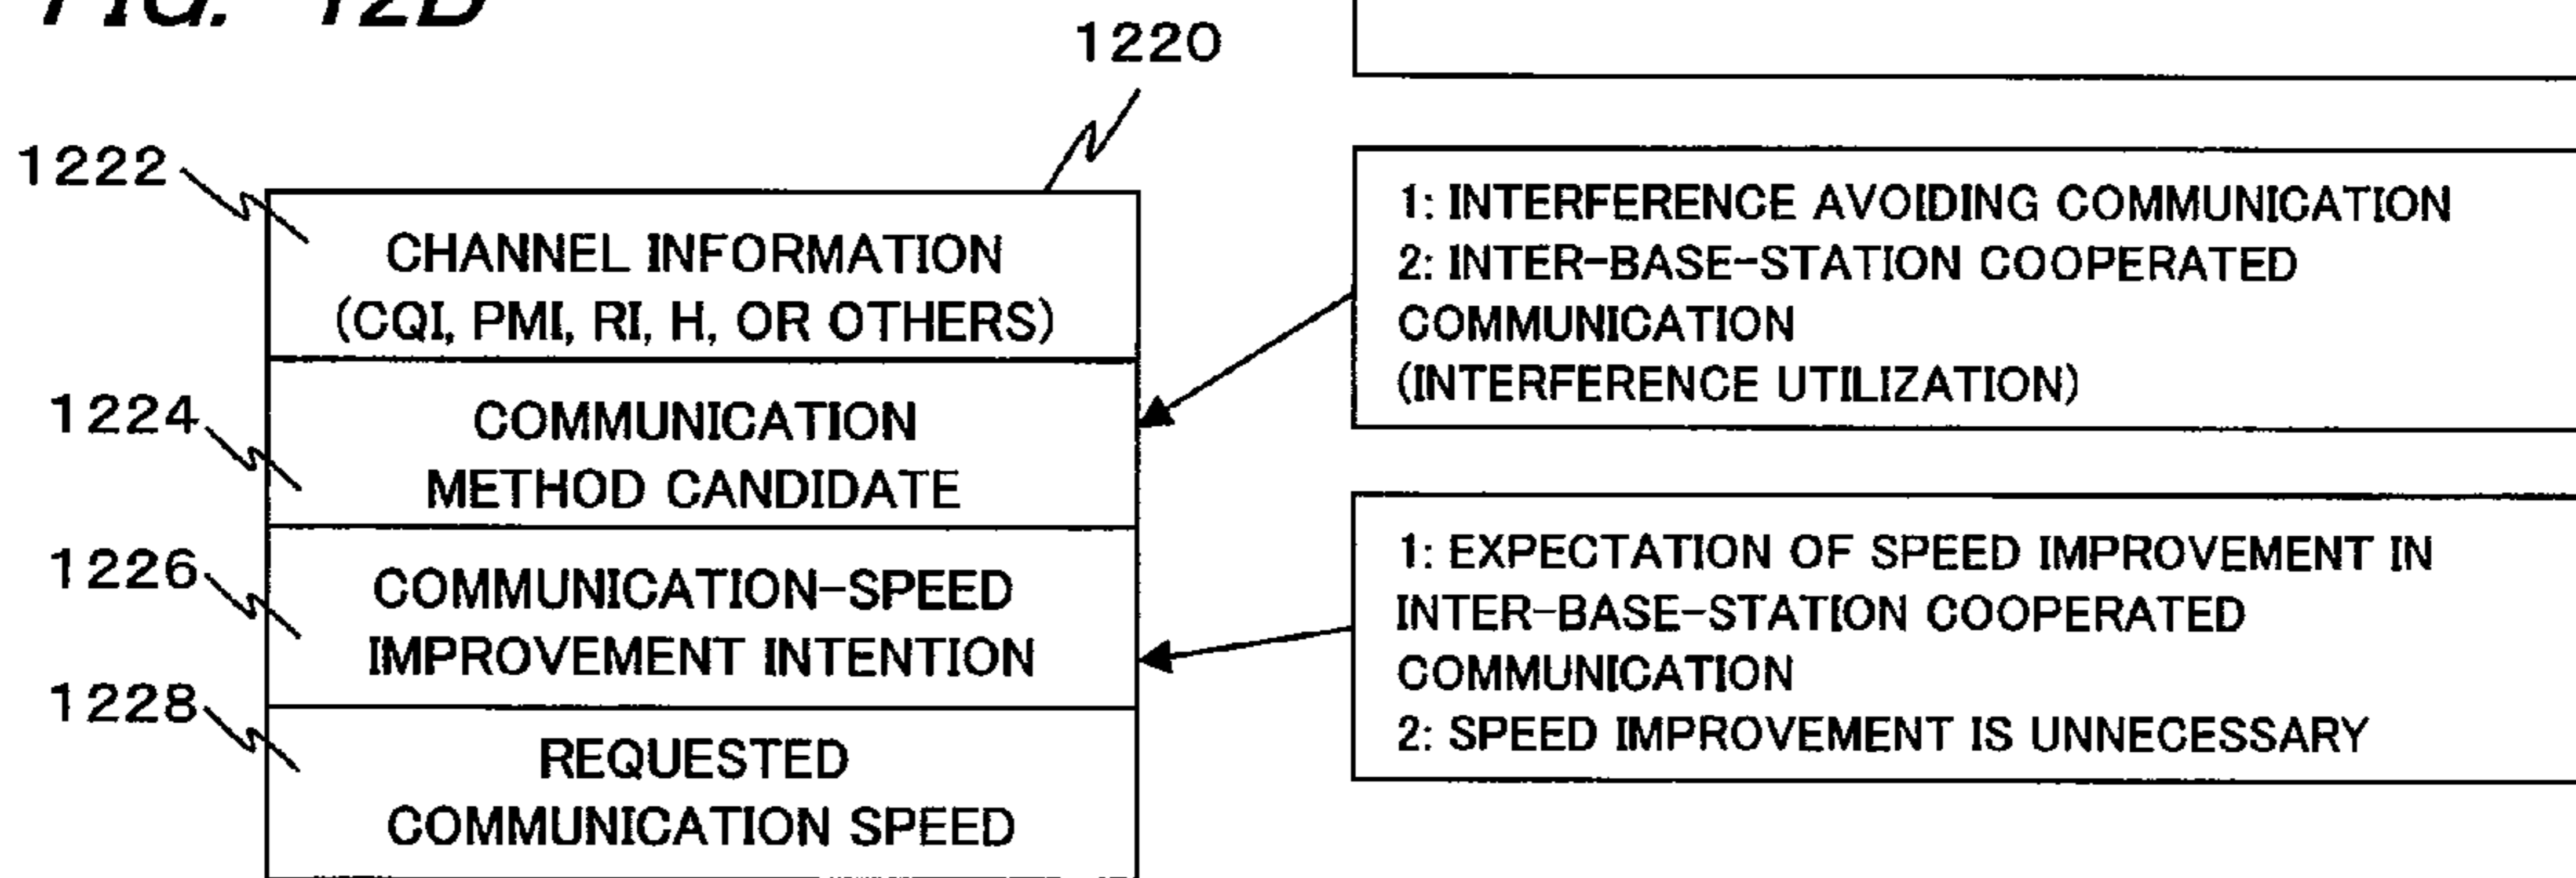 FIG. 12B
1220
1222
CHANNEL INFORMATION
(CQI, PMI, RI, H, OR OTHERS)
1224
COMMUNICATION
METHOD CANDIDATE
1226
COMMUNICATION-SPEED
IMPROVEMENT INTENTION
1228
REQUESTED
COMMUNICATION SPEED
1: INTERFERENCE AVOIDING COMMUNICATION
2: INTER-BASE-STATION COOPERATED
COMMUNICATION
(INTERFERENCE UTILIZATION)
1: EXPECTATION OF SPEED IMPROVEMENT IN
INTER-BASE-STATION COOPERATED
COMMUNICATION
2: SPEED IMPROVEMENT IS UNNECESSARY